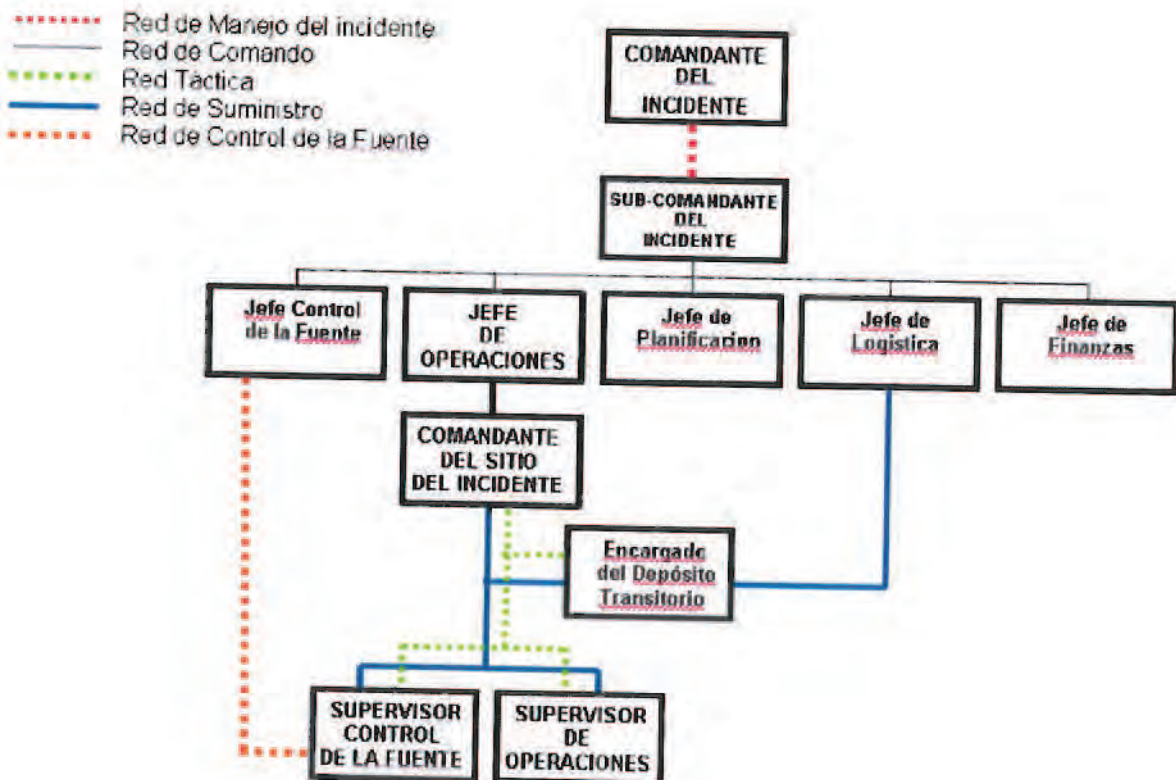 Red de Manejo del incidente
Red de Comando
Red Táctica
Red de Suministro
Red de Control de la Fuente
COMANDANTE
DEL
INCIDENTE
SUB-COMANDANTE
DEL
INCIDENTE
Jefe Control
de la Fuente
JEFE
DE
OPERACIONES
Jefe de
Planificacion
Jefe de
Logistica
Jefe de
Finanzas
COMANDANTE
DEL SITIO
DEL INCIDENTE
Encargado
del Depósito
Transitorio
SUPERVISOR
CONTROL
DE LA FUENTE
SUPERVISOR
DE
OPERACIONES